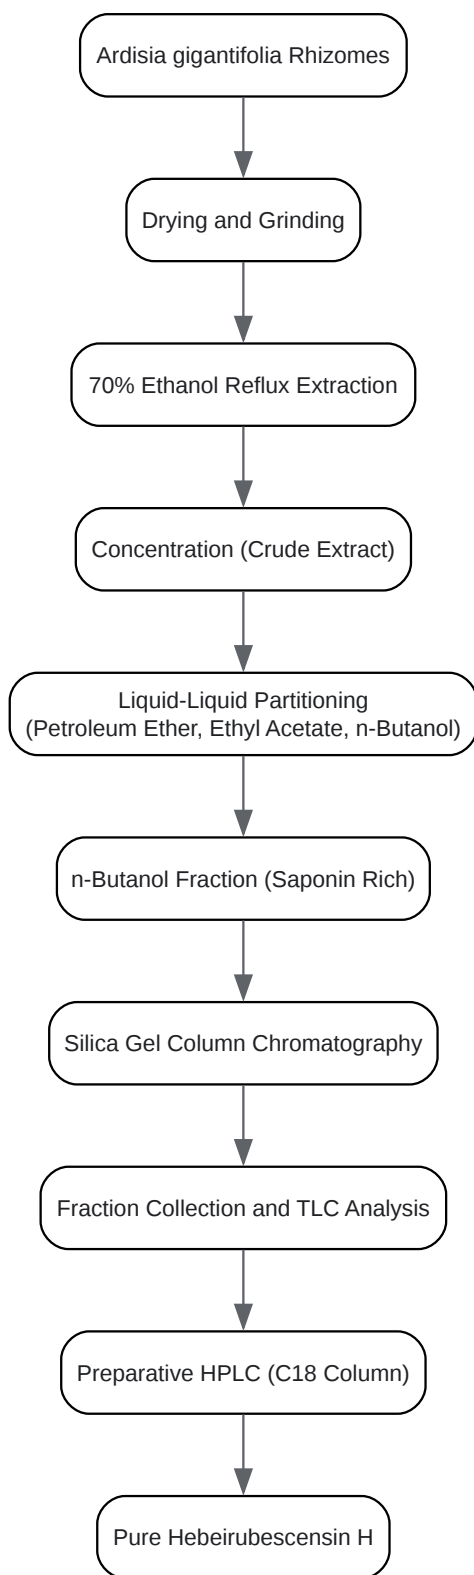 Ardisia gigantifolia Rhizomes
Drying and Grinding
70% Ethanol Reflux Extraction
Concentration (Crude Extract)
Liquid-Liquid Partitioning
(Petroleum Ether, Ethyl Acetate, n-Butanol)
n-Butanol Fraction (Saponin Rich)
Silica Gel Column Chromatography
Fraction Collection and TLC Analysis
Preparative HPLC (C18 Column)
Pure Hebeirubescensin H